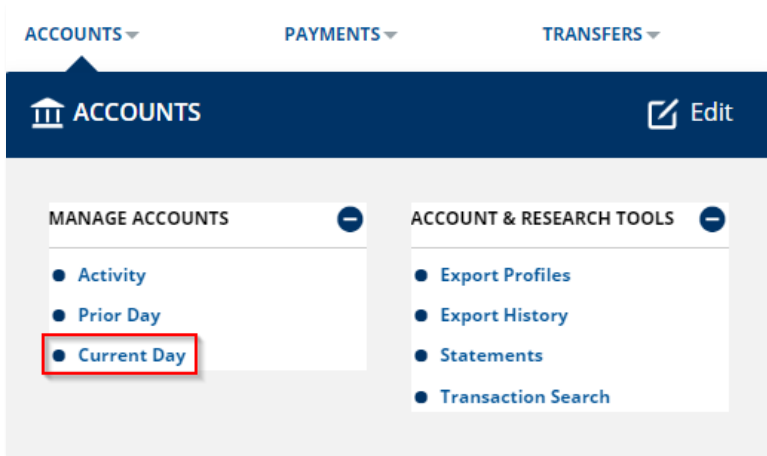 ACCOUNTS PAYMENTS TRANSFERS
ACCOUNTS Edit
MANAGE ACCOUNTS
Activity
Prior Day
Current Day
ACCOUNT & RESEARCH TOOLS
Export Profiles
Export History
Statements
Transaction Search